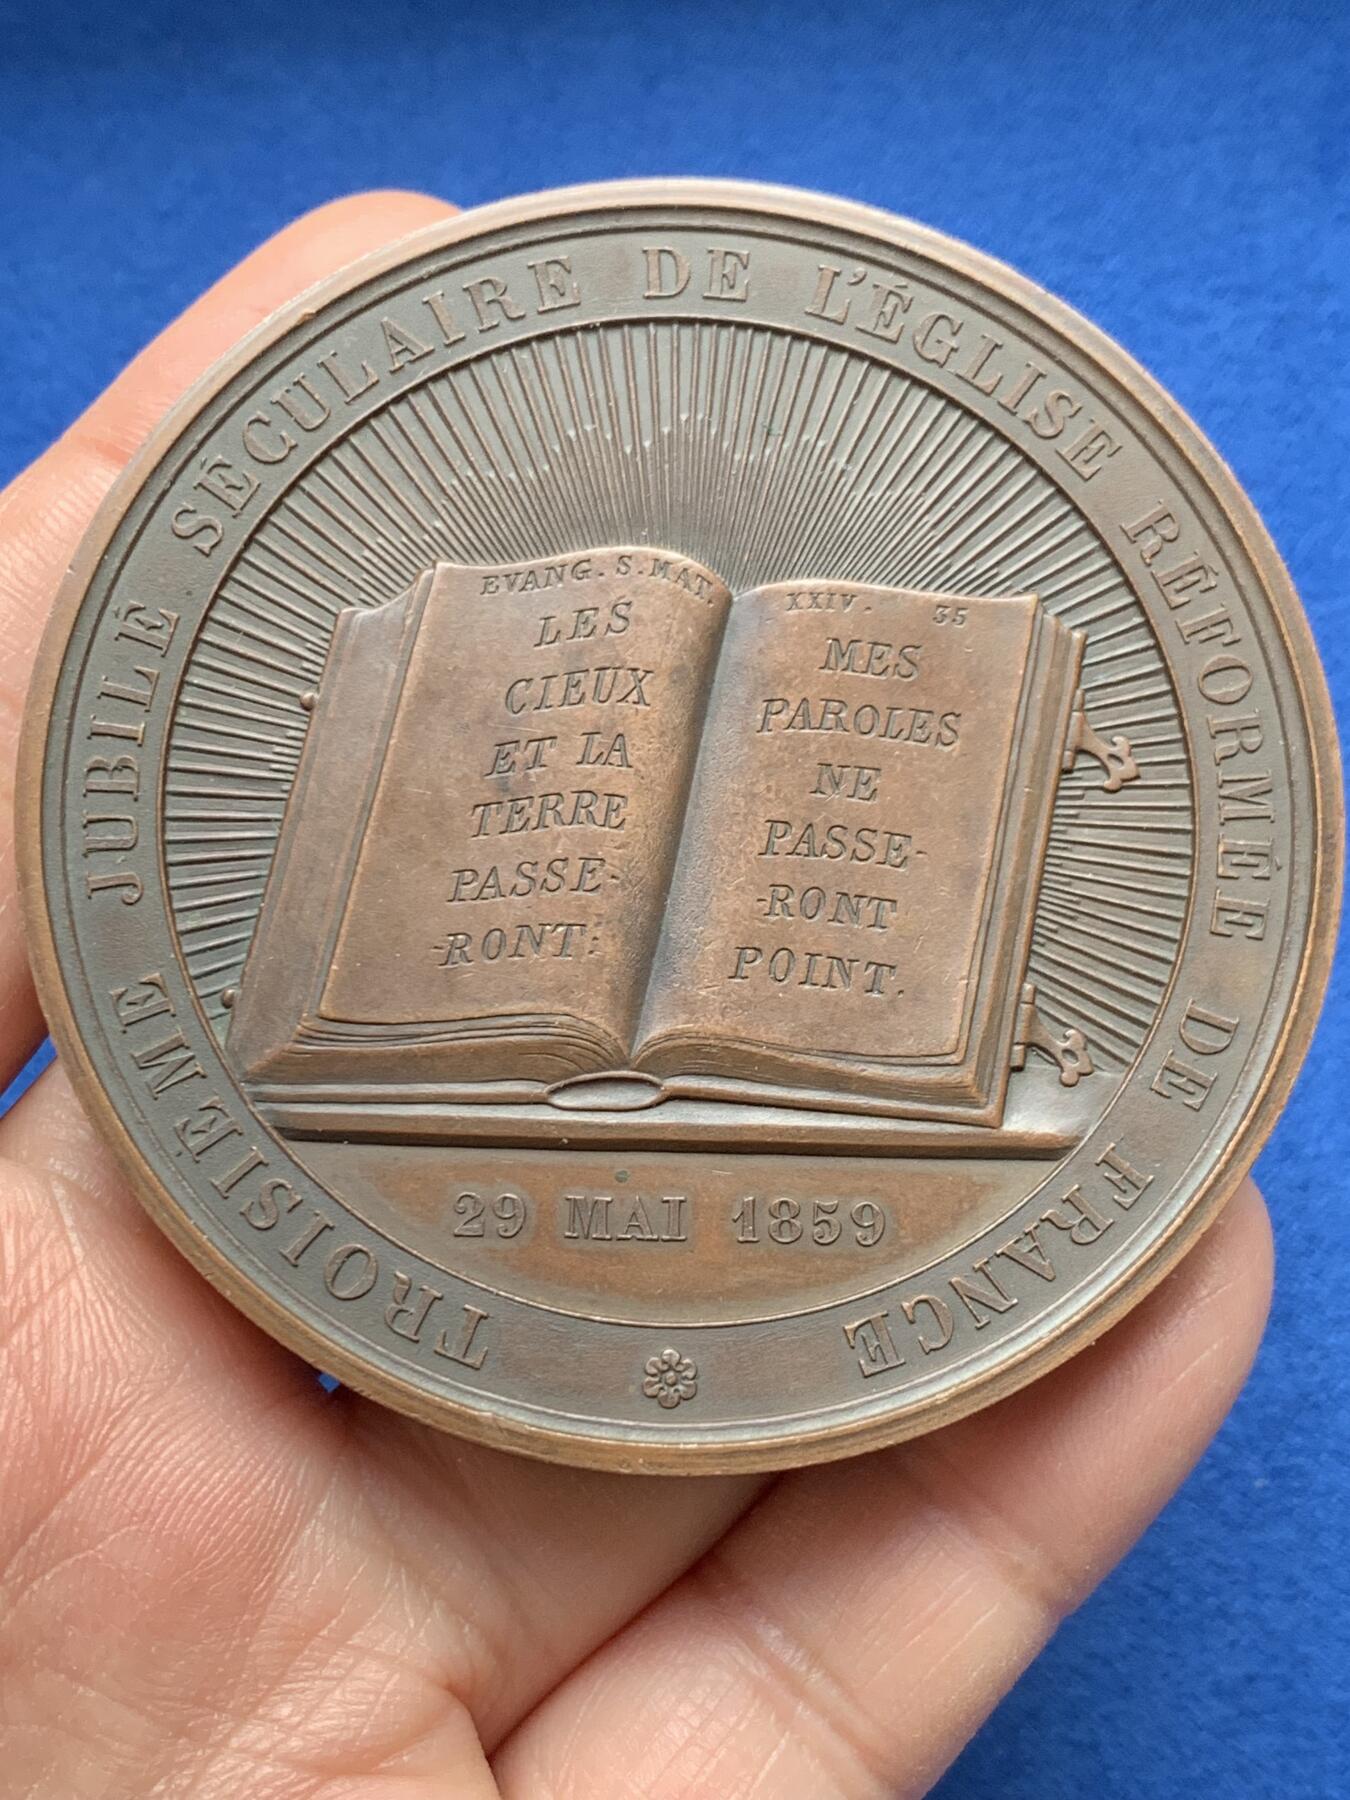 TROISIEME JUBILÉ SÉCULAIRE DE L'ÉGLISE RÉFORMÉE DE FRANCE
EVANG. S. MAT.
LES
CIEUX
ET LA
TERRE
PASSE-
-RONT:
XXIV. 35
MES
PAROLES
NE
PASSE-
-RONT
POINT.
29 MAI 1859